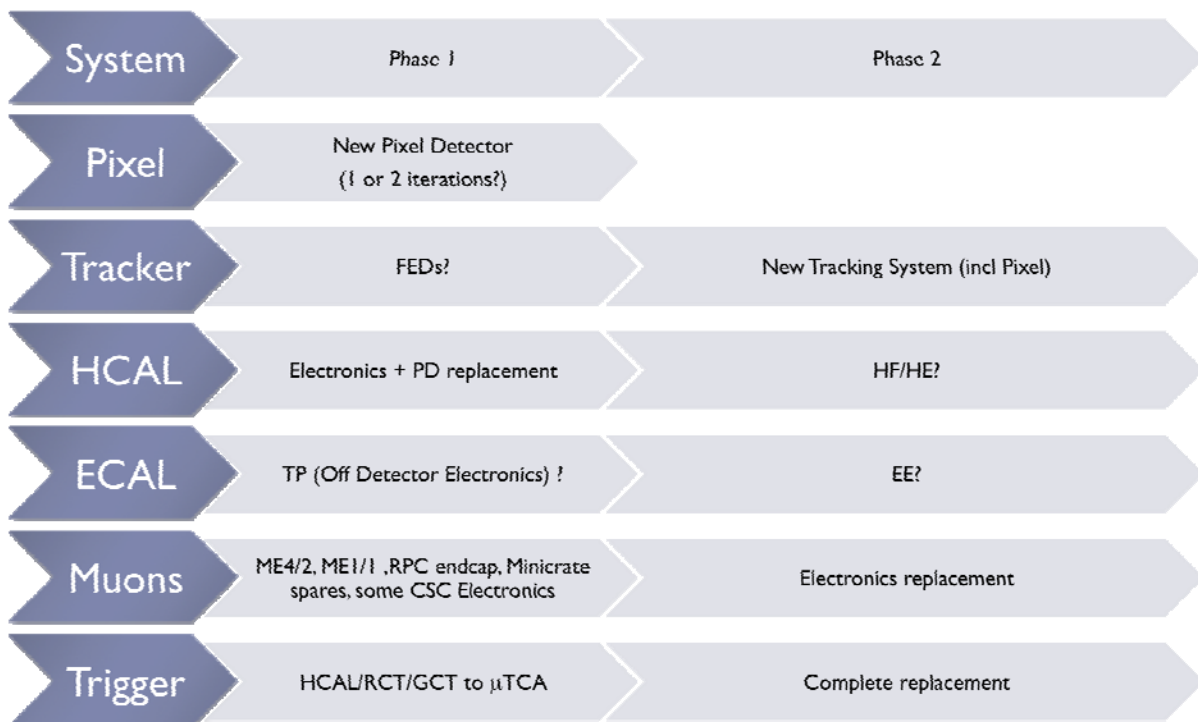 System
Phase 1
Phase 2
Pixel
New Pixel Detector
(1 or 2 iterations?)
Tracker
FEDs?
New Tracking System (incl Pixel)
HCAL
Electronics + PD replacement
HF/HE?
ECAL
TP (Off Detector Electronics) ?
EE?
Muons
ME4/2, ME1/1 ,RPC endcap, Minicrate
spares, some CSC Electronics
Electronics replacement
Trigger
HCAL/RCT/GCT to μTCA
Complete replacement